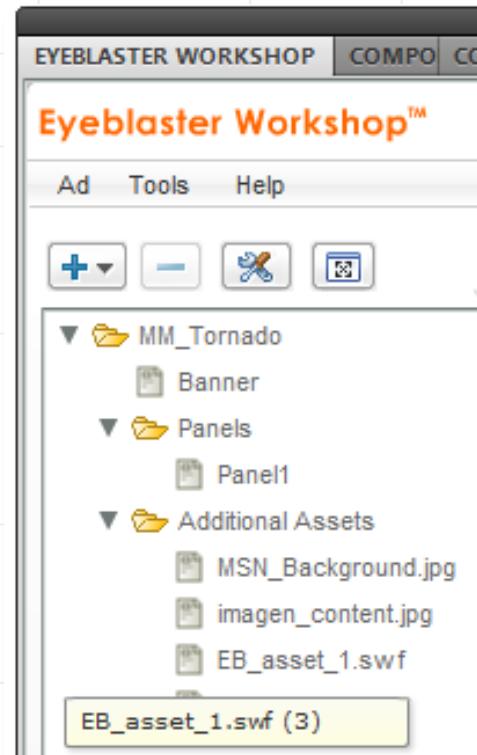 EYEBLASTER WORKSHOP COMPO CO
Eyeblaster Workshop™
Ad Tools Help
MM_Tornado
Banner
Panels
Panel1
Additional Assets
MSN_Background.jpg
imagen_content.jpg
EB_asset_1.swf
EB_asset_1.swf (3)